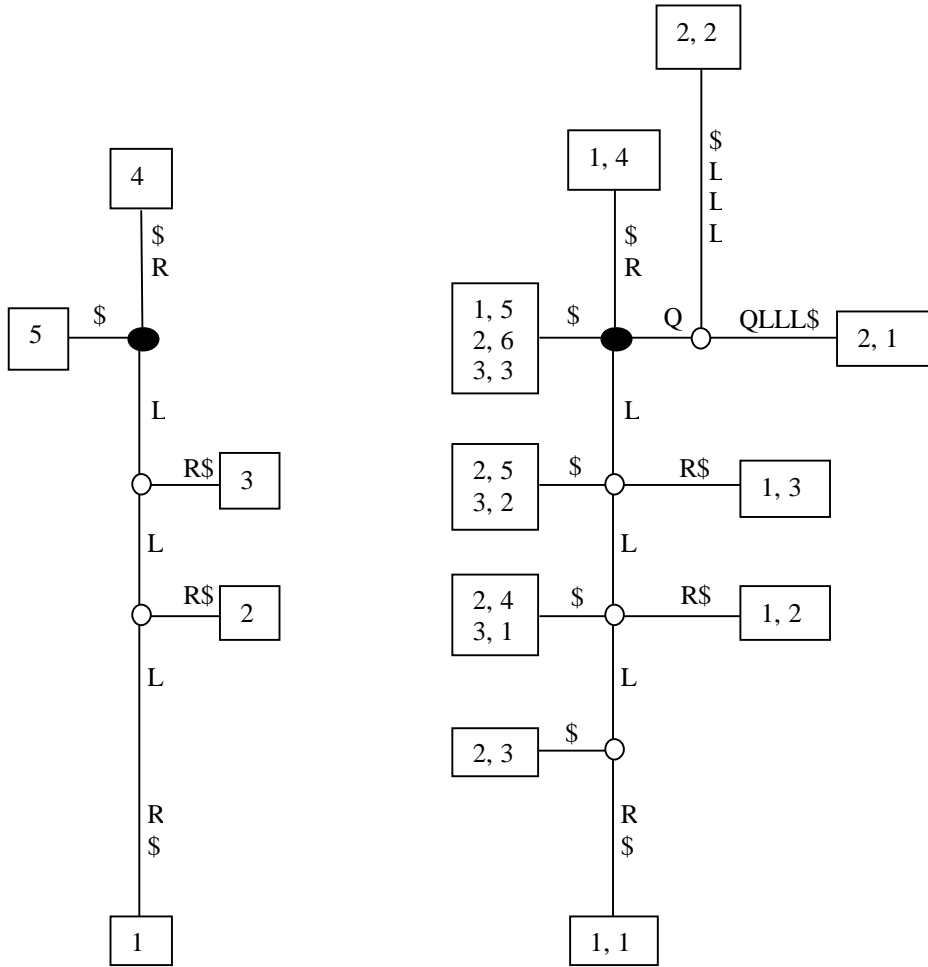 4
$
R
5
$
L
R$
3
L
R$
2
L
R
$
1
2, 2
$
L
L
L
1, 4
$
R
1, 5
2, 6
3, 3
$
Q
QLLL$
2, 1
L
2, 5
3, 2
$
R$
1, 3
L
2, 4
3, 1
$
R$
1, 2
L
2, 3
$
R
$
1, 1